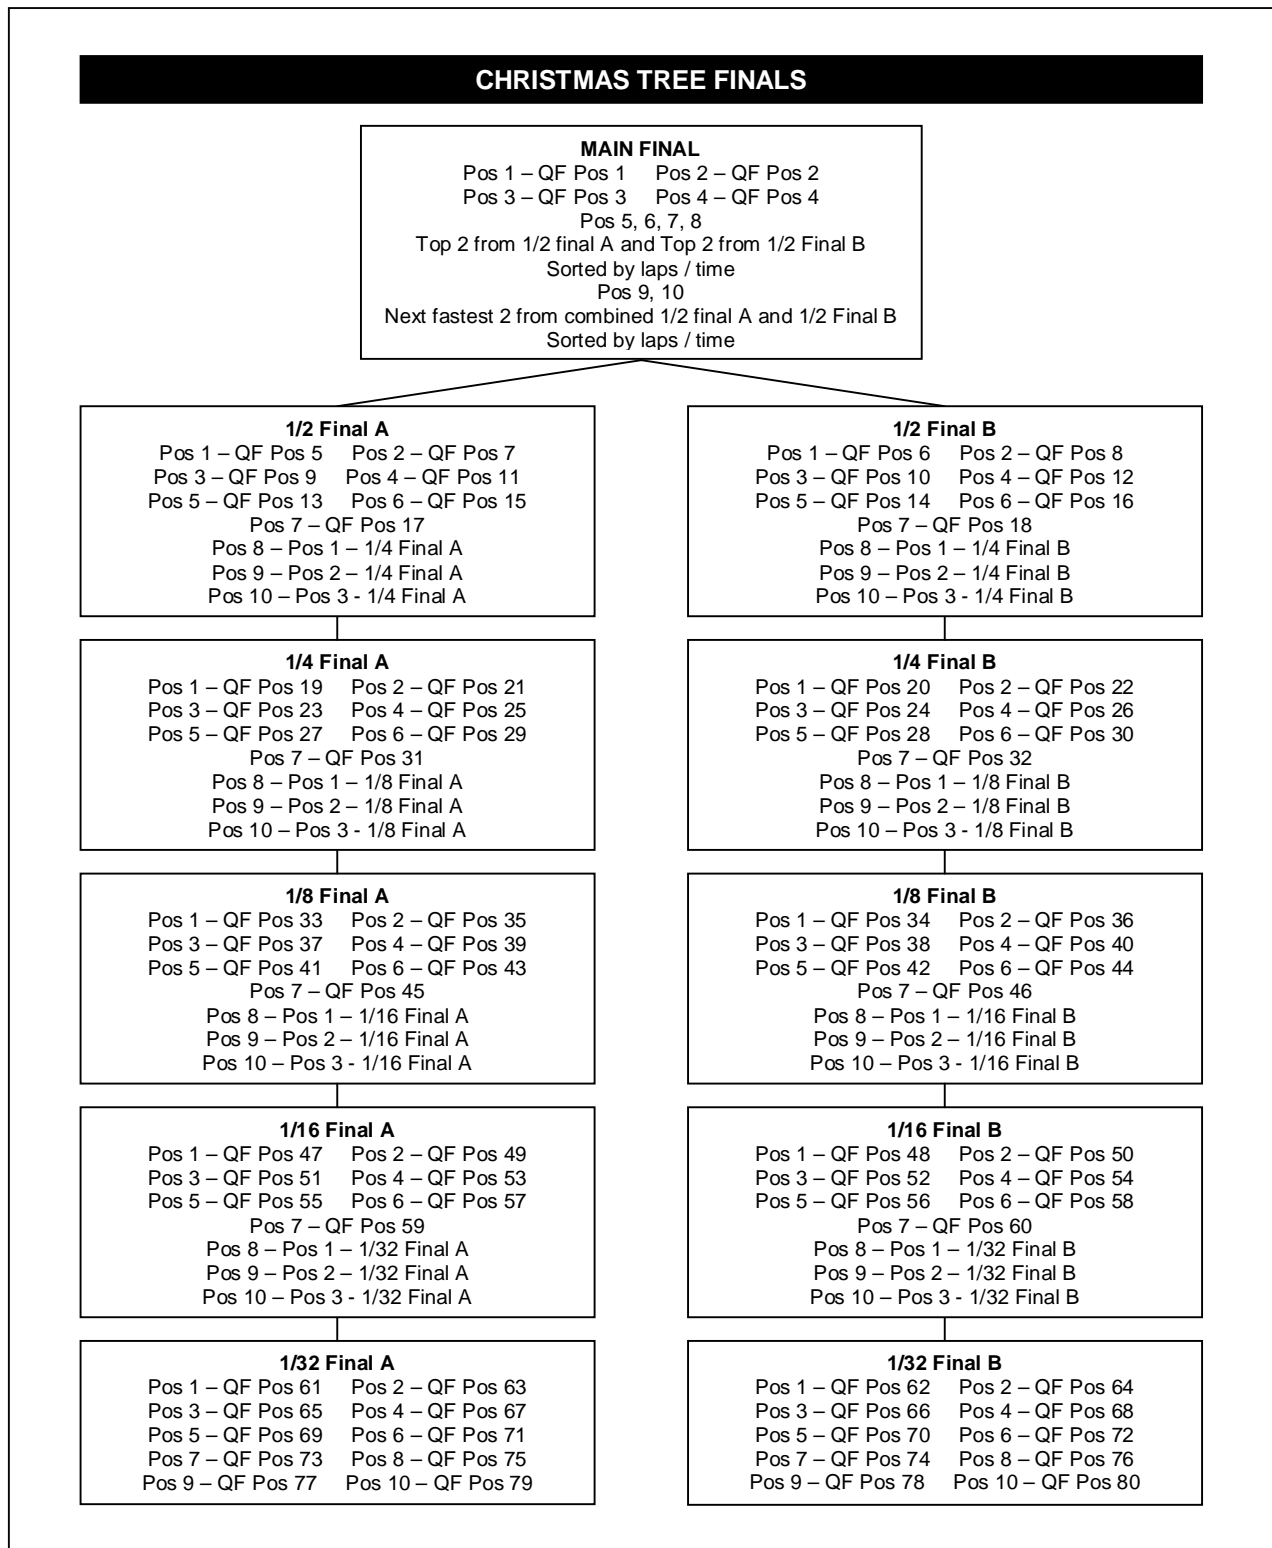 CHRISTMAS TREE FINALS
MAIN FINAL
Pos 1 – QF Pos 1 Pos 2 – QF Pos 2
Pos 3 – QF Pos 3 Pos 4 – QF Pos 4
Pos 5, 6, 7, 8
Top 2 from 1/2 final A and Top 2 from 1/2 Final B
Sorted by laps / time
Pos 9, 10
Next fastest 2 from combined 1/2 final A and 1/2 Final B
Sorted by laps / time
1/2 Final A
Pos 1 – QF Pos 5 Pos 2 – QF Pos 7
Pos 3 – QF Pos 9 Pos 4 – QF Pos 11
Pos 5 – QF Pos 13 Pos 6 – QF Pos 15
Pos 7 – QF Pos 17
Pos 8 – Pos 1 – 1/4 Final A
Pos 9 – Pos 2 – 1/4 Final A
Pos 10 – Pos 3 - 1/4 Final A
1/2 Final B
Pos 1 – QF Pos 6 Pos 2 – QF Pos 8
Pos 3 – QF Pos 10 Pos 4 – QF Pos 12
Pos 5 – QF Pos 14 Pos 6 – QF Pos 16
Pos 7 – QF Pos 18
Pos 8 – Pos 1 – 1/4 Final B
Pos 9 – Pos 2 – 1/4 Final B
Pos 10 – Pos 3 - 1/4 Final B
1/4 Final A
Pos 1 – QF Pos 19 Pos 2 – QF Pos 21
Pos 3 – QF Pos 23 Pos 4 – QF Pos 25
Pos 5 – QF Pos 27 Pos 6 – QF Pos 29
Pos 7 – QF Pos 31
Pos 8 – Pos 1 – 1/8 Final A
Pos 9 – Pos 2 – 1/8 Final A
Pos 10 – Pos 3 - 1/8 Final A
1/4 Final B
Pos 1 – QF Pos 20 Pos 2 – QF Pos 22
Pos 3 – QF Pos 24 Pos 4 – QF Pos 26
Pos 5 – QF Pos 28 Pos 6 – QF Pos 30
Pos 7 – QF Pos 32
Pos 8 – Pos 1 – 1/8 Final B
Pos 9 – Pos 2 – 1/8 Final B
Pos 10 – Pos 3 - 1/8 Final B
1/8 Final A
Pos 1 – QF Pos 33 Pos 2 – QF Pos 35
Pos 3 – QF Pos 37 Pos 4 – QF Pos 39
Pos 5 – QF Pos 41 Pos 6 – QF Pos 43
Pos 7 – QF Pos 45
Pos 8 – Pos 1 – 1/16 Final A
Pos 9 – Pos 2 – 1/16 Final A
Pos 10 – Pos 3 - 1/16 Final A
1/8 Final B
Pos 1 – QF Pos 34 Pos 2 – QF Pos 36
Pos 3 – QF Pos 38 Pos 4 – QF Pos 40
Pos 5 – QF Pos 42 Pos 6 – QF Pos 44
Pos 7 – QF Pos 46
Pos 8 – Pos 1 – 1/16 Final B
Pos 9 – Pos 2 – 1/16 Final B
Pos 10 – Pos 3 - 1/16 Final B
1/16 Final A
Pos 1 – QF Pos 47 Pos 2 – QF Pos 49
Pos 3 – QF Pos 51 Pos 4 – QF Pos 53
Pos 5 – QF Pos 55 Pos 6 – QF Pos 57
Pos 7 – QF Pos 59
Pos 8 – Pos 1 – 1/32 Final A
Pos 9 – Pos 2 – 1/32 Final A
Pos 10 – Pos 3 - 1/32 Final A
1/16 Final B
Pos 1 – QF Pos 48 Pos 2 – QF Pos 50
Pos 3 – QF Pos 52 Pos 4 – QF Pos 54
Pos 5 – QF Pos 56 Pos 6 – QF Pos 58
Pos 7 – QF Pos 60
Pos 8 – Pos 1 – 1/32 Final B
Pos 9 – Pos 2 – 1/32 Final B
Pos 10 – Pos 3 - 1/32 Final B
1/32 Final A
Pos 1 – QF Pos 61 Pos 2 – QF Pos 63
Pos 3 – QF Pos 65 Pos 4 – QF Pos 67
Pos 5 – QF Pos 69 Pos 6 – QF Pos 71
Pos 7 – QF Pos 73 Pos 8 – QF Pos 75
Pos 9 – QF Pos 77 Pos 10 – QF Pos 79
1/32 Final B
Pos 1 – QF Pos 62 Pos 2 – QF Pos 64
Pos 3 – QF Pos 66 Pos 4 – QF Pos 68
Pos 5 – QF Pos 70 Pos 6 – QF Pos 72
Pos 7 – QF Pos 74 Pos 8 – QF Pos 76
Pos 9 – QF Pos 78 Pos 10 – QF Pos 80